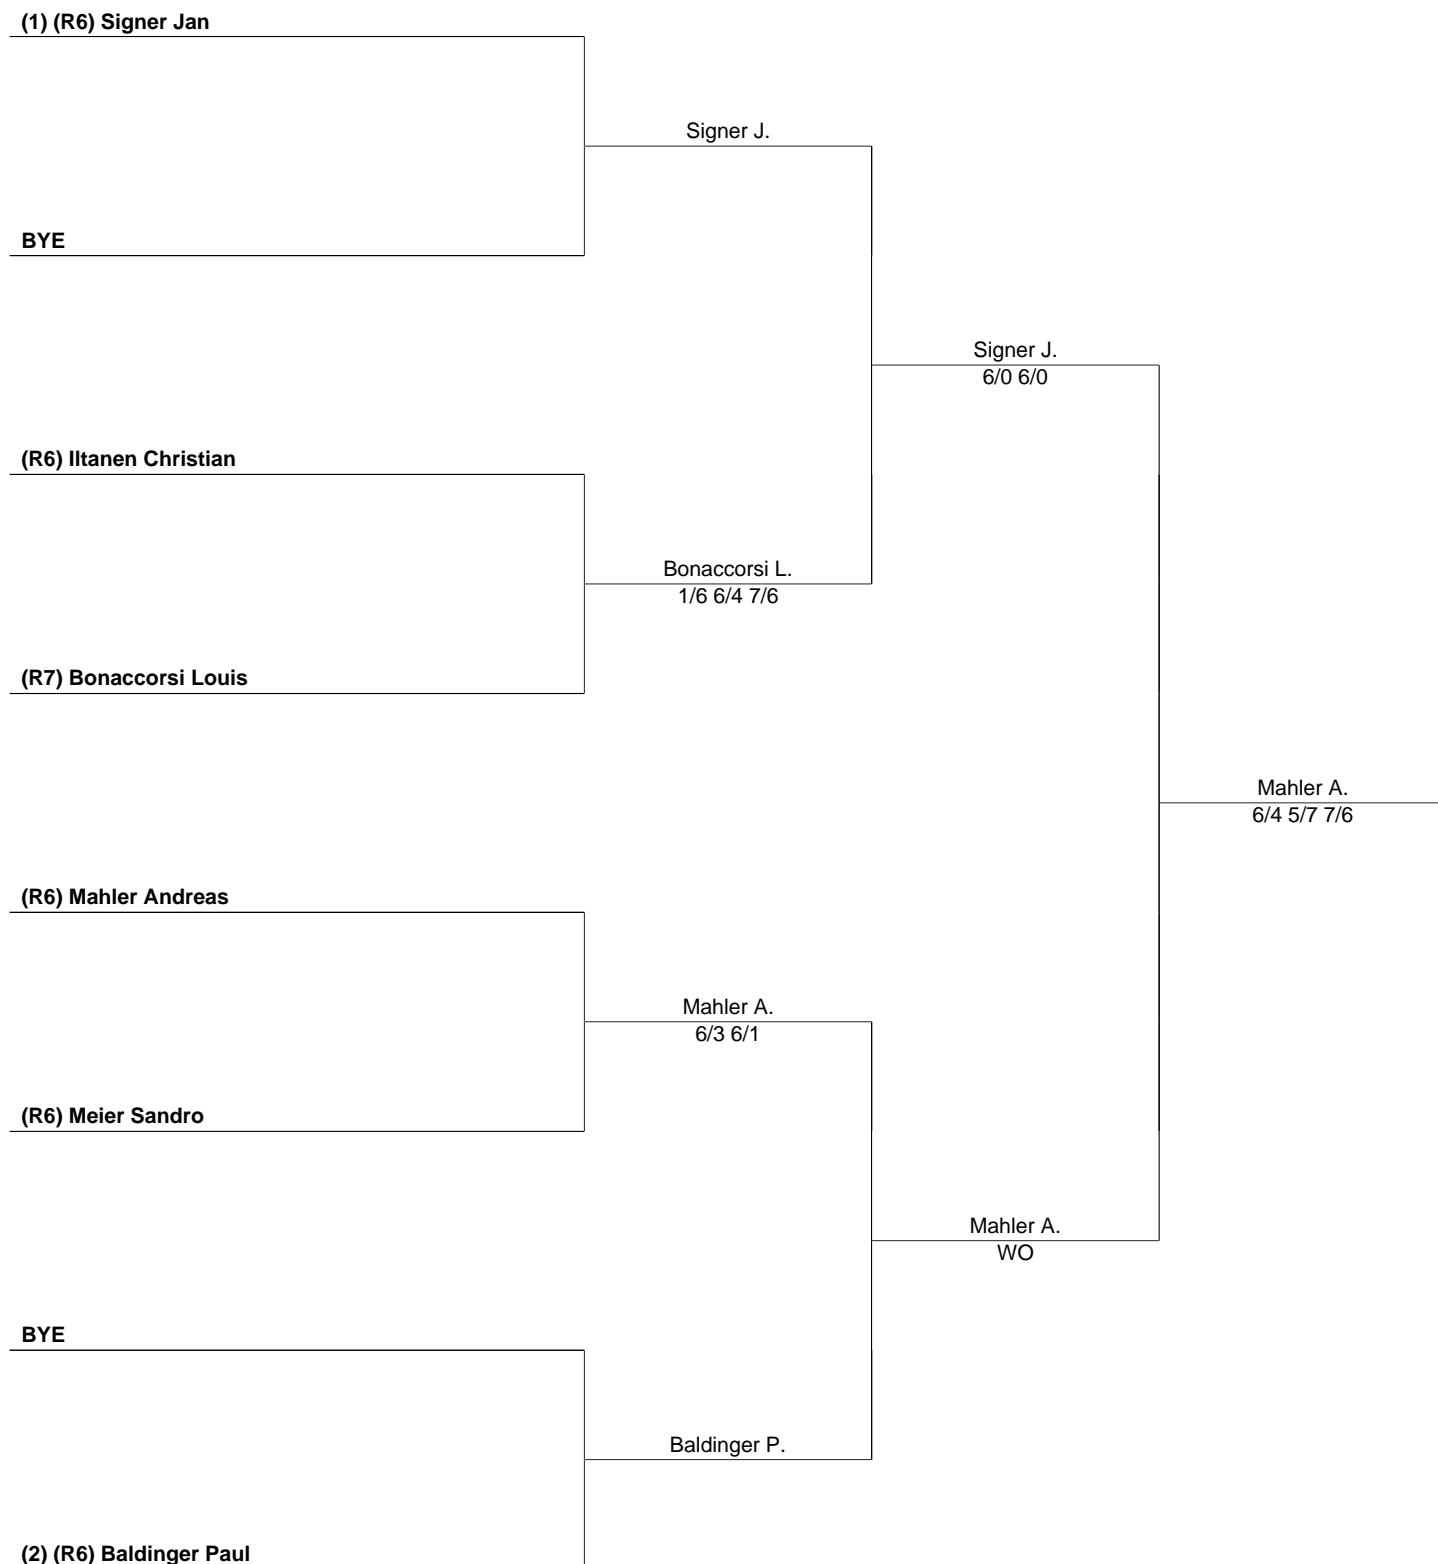 (1) (R6) Signer Jan
Signer J.
BYE
Signer J.
6/0 6/0
(R6) Iltanen Christian
Bonaccorsi L.
1/6 6/4 7/6
(R7) Bonaccorsi Louis
Mahler A.
6/4 5/7 7/6
(R6) Mahler Andreas
Mahler A.
6/3 6/1
(R6) Meier Sandro
Mahler A.
WO
BYE
Baldinger P.
(2) (R6) Baldinger Paul